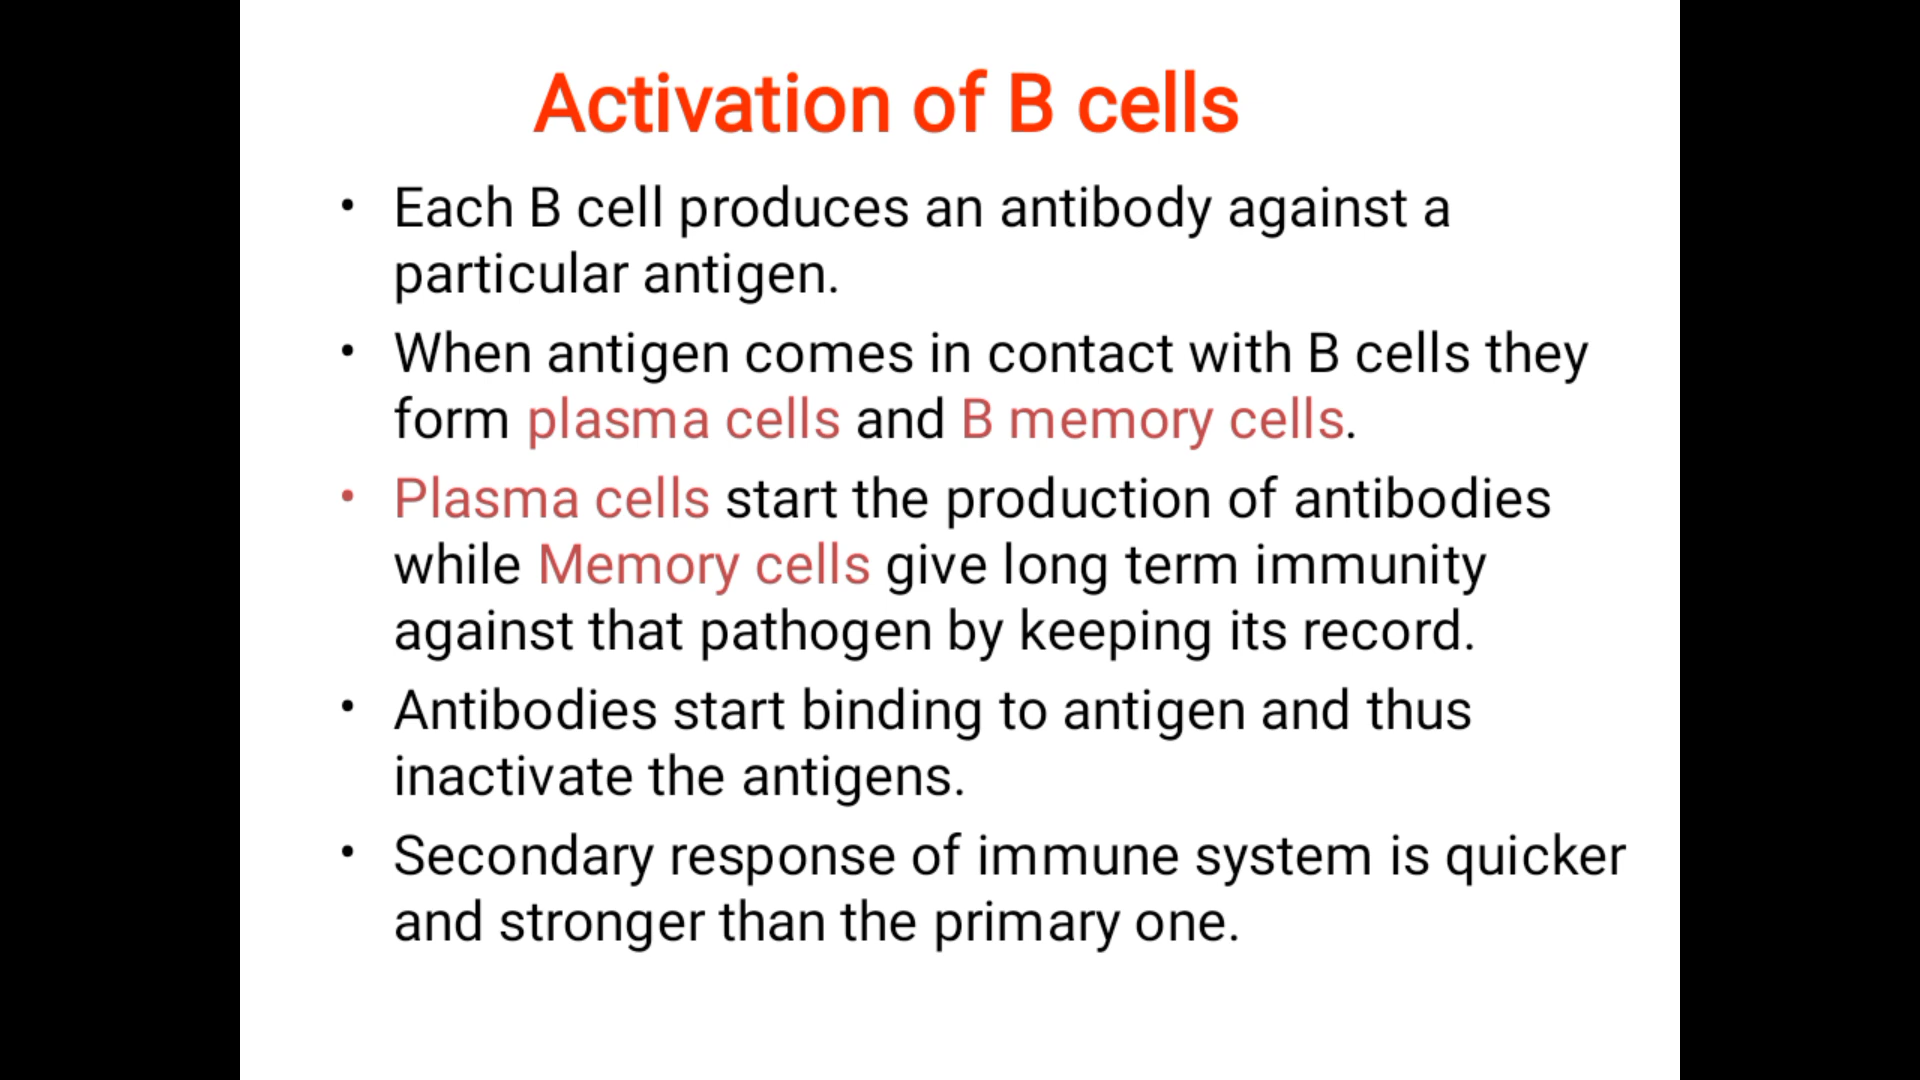 Activation of B cells
• Each B cell produces an antibody against a
particular antigen.
• When antigen comes in contact with B cells they
form plasma cells and B memory cells.
• Plasma cells start the production of antibodies
while Memory cells give long term immunity
against that pathogen by keeping its record.
• Antibodies start binding to antigen and thus
inactivate the antigens.
• Secondary response of immune system is quicker
and stronger than the primary one.